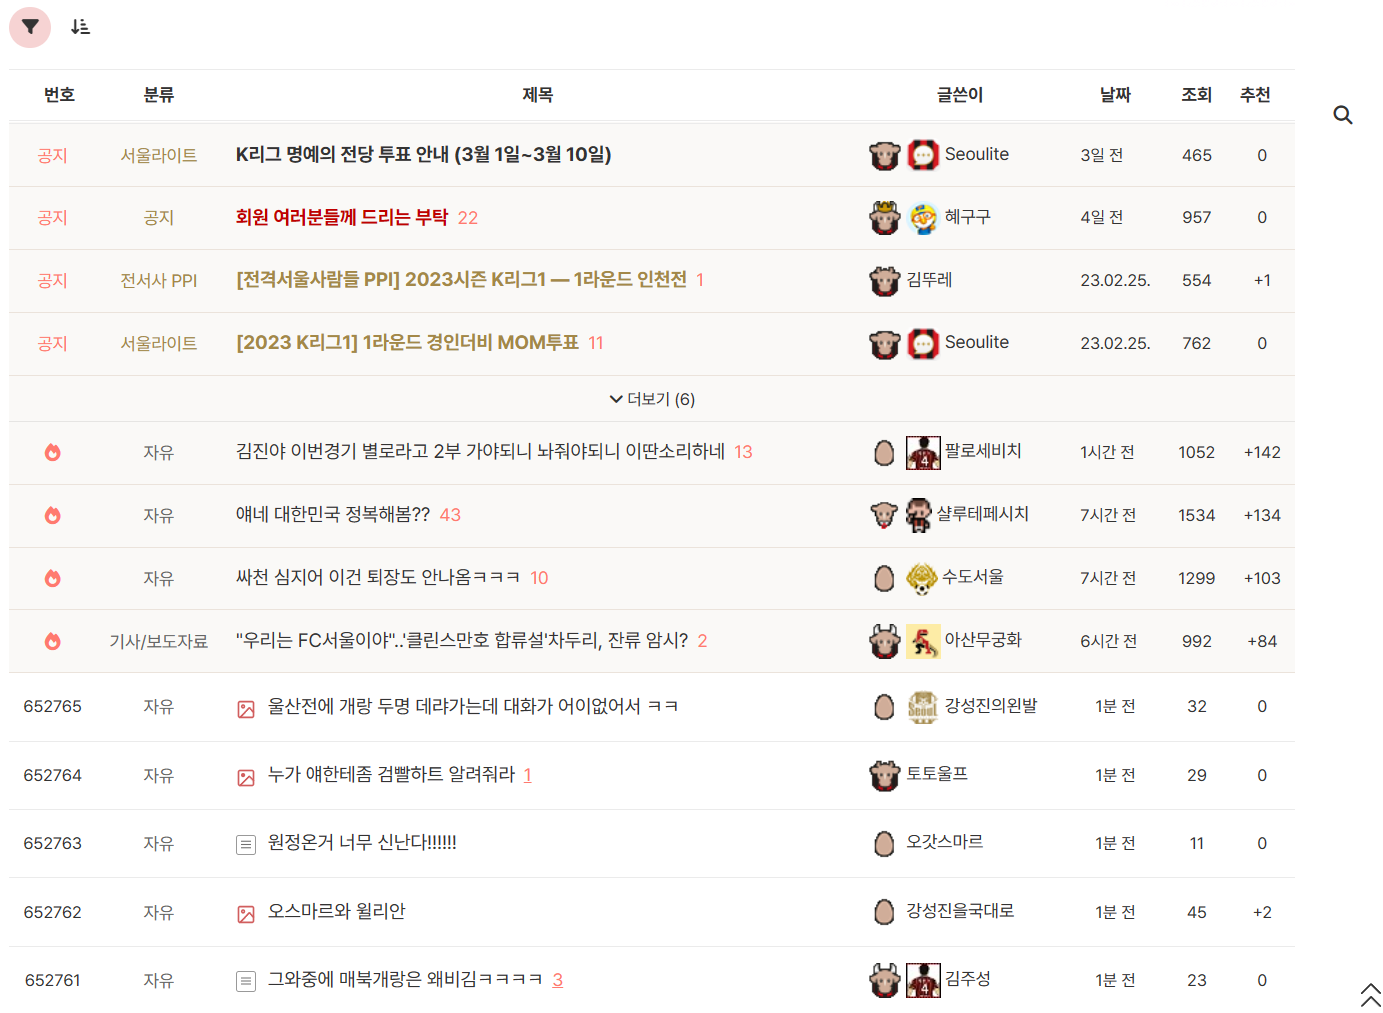 번호 분류 제목 글쓴이 날짜 조회 추천
공지 서울라이트 K리그 명예의 전당 투표 안내 (3월 1일~3월 10일) Seoulite 3일 전 465 0
공지 공지 회원 여러분들께 드리는 부탁 22 혜구구 4일 전 957 0
공지 전서사 PPI [전격서울사람들 PPI] 2023시즌 K리그1 — 1라운드 인천전 1 김뚜레 23.02.25. 554 +1
공지 서울라이트 [2023 K리그1] 1라운드 경인더비 MOM투표 11 Seoulite 23.02.25. 762 0
더보기 (6)
자유 김진야 이번경기 별로라고 2부 가야되니 놔줘야되니 이딴소리하네 13 팔로세비치 1시간 전 1052 +142
자유 얘네 대한민국 정복해봄?? 43 샬루테페시치 7시간 전 1534 +134
자유 싸천 심지어 이건 퇴장도 안나옴ㅋㅋㅋ 10 수도서울 7시간 전 1299 +103
기사/보도자료 "우리는 FC서울이야"..'클린스만호 합류설'차두리, 잔류 암시? 2 아산무궁화 6시간 전 992 +84
652765 자유 울산전에 개랑 두명 데랴가는데 대화가 어이없어서 ㅋㅋ 강성진의왼발 1분 전 32 0
652764 자유 누가 얘한테좀 검빨하트 알려줘라 1 토토울프 1분 전 29 0
652763 자유 원정온거 너무 신난다!!!!!! 오갓스마르 1분 전 11 0
652762 자유 오스마르와 윌리안 강성진을국대로 1분 전 45 +2
652761 자유 그와중에 매북개랑은 왜비김ㅋㅋㅋㅋ 3 김주성 1분 전 23 0